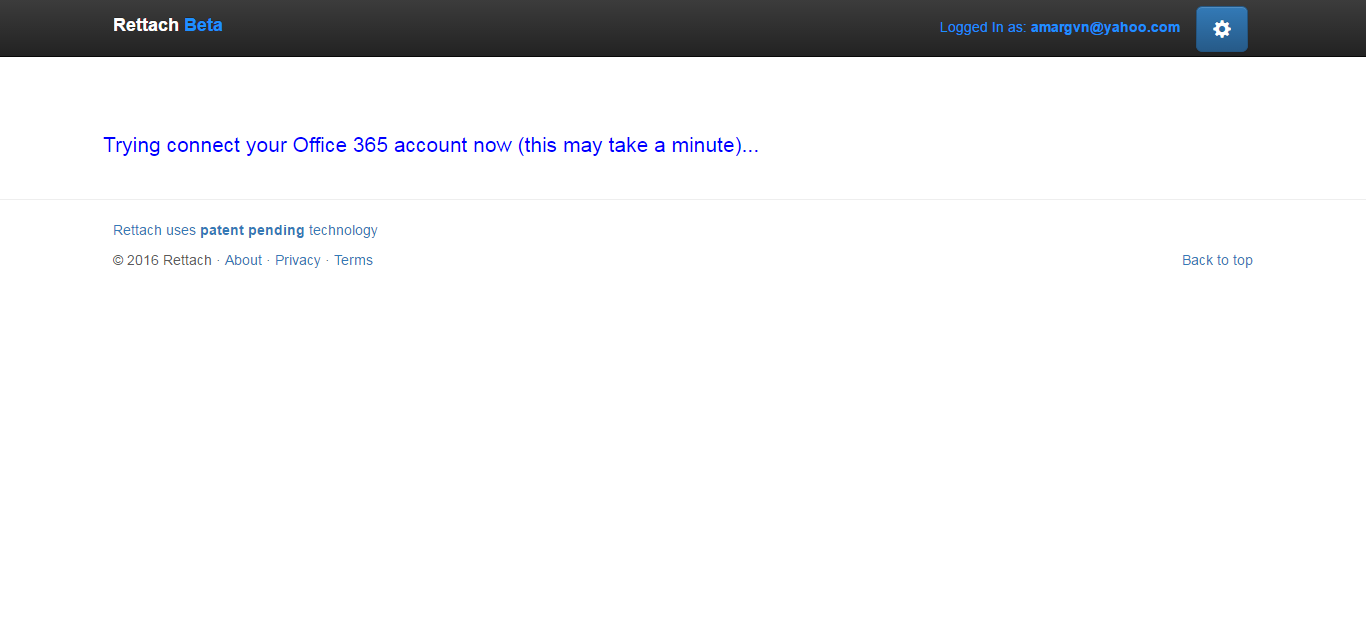 Rettach Beta
Logged In as: amargvn@yahoo.com
Trying connect your Office 365 account now (this may take a minute)...
Rettach uses patent pending technology
© 2016 Rettach · About · Privacy · Terms
Back to top